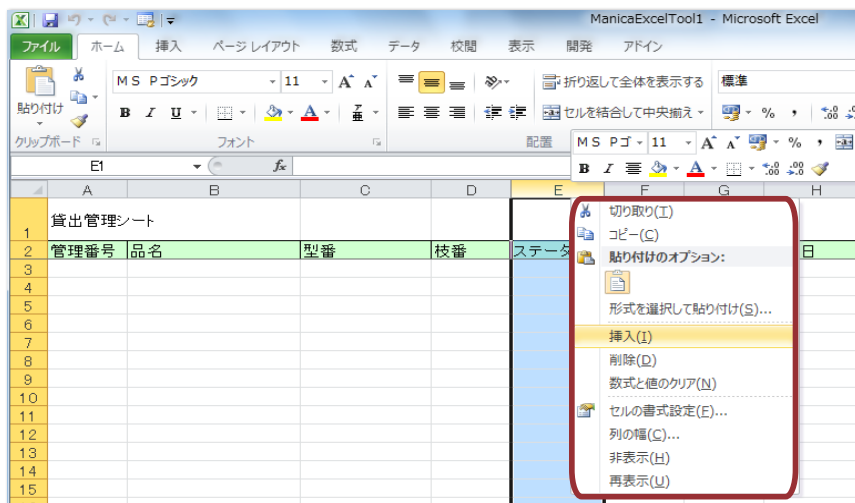 ManicaExcelTool1 - Microsoft Excel
ファイル ホーム 挿入 ページ レイアウト 数式 データ 校閲 表示 開発 アドイン
貼り付け
ＭＳ Ｐゴシック 11 A A 折り返して全体を表示する 標準
B I U A セルを結合して中央揃え % ,
クリップボード フォント 配置
ＭＳ Ｐゴ 11 A A % ,
B I A
E1 fx
A B C D E F G H
1 貸出管理シート
2 管理番号 品名 型番 枝番 ステータ 日
3
4
5
6
7
8
9
10
11
12
13
14
15
切り取り(T)
コピー(C)
貼り付けのオプション:
形式を選択して貼り付け(S)...
挿入(I)
削除(D)
数式と値のクリア(N)
セルの書式設定(F)...
列の幅(C)...
非表示(H)
再表示(U)